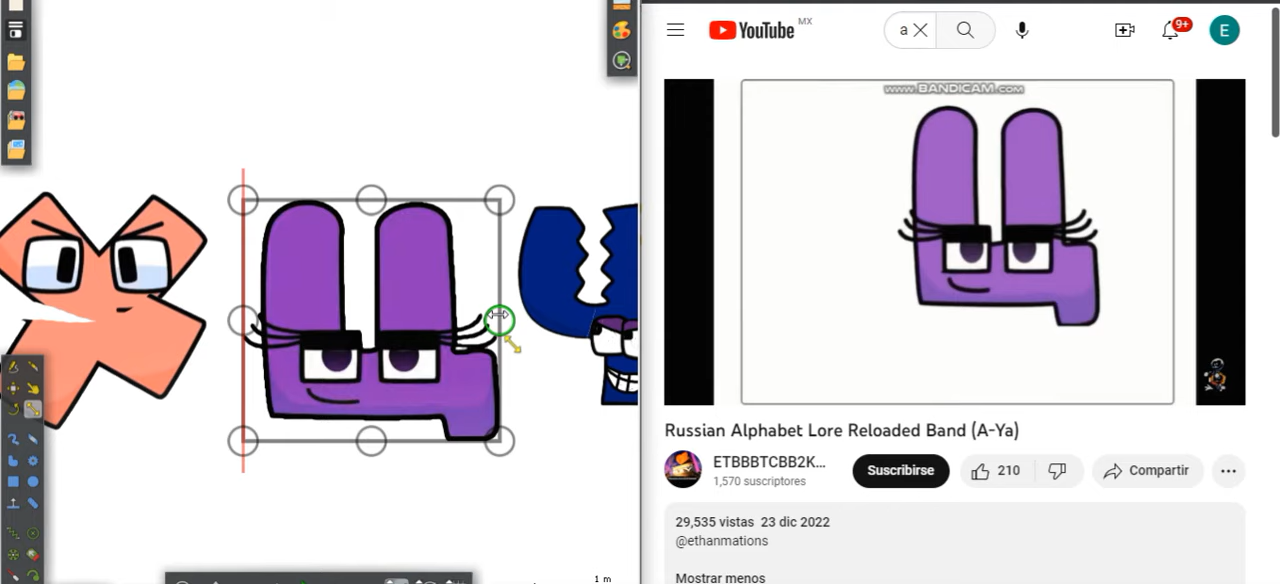 YouTube MX
a
9+
E
www.BANDICAM.com
Russian Alphabet Lore Reloaded Band (A-Ya)
ETBBBTCBB2K...
1,570 suscriptores
Suscribirse
210
Compartir
29,535 vistas 23 dic 2022
@ethanmations
Mostrar menos
1 m